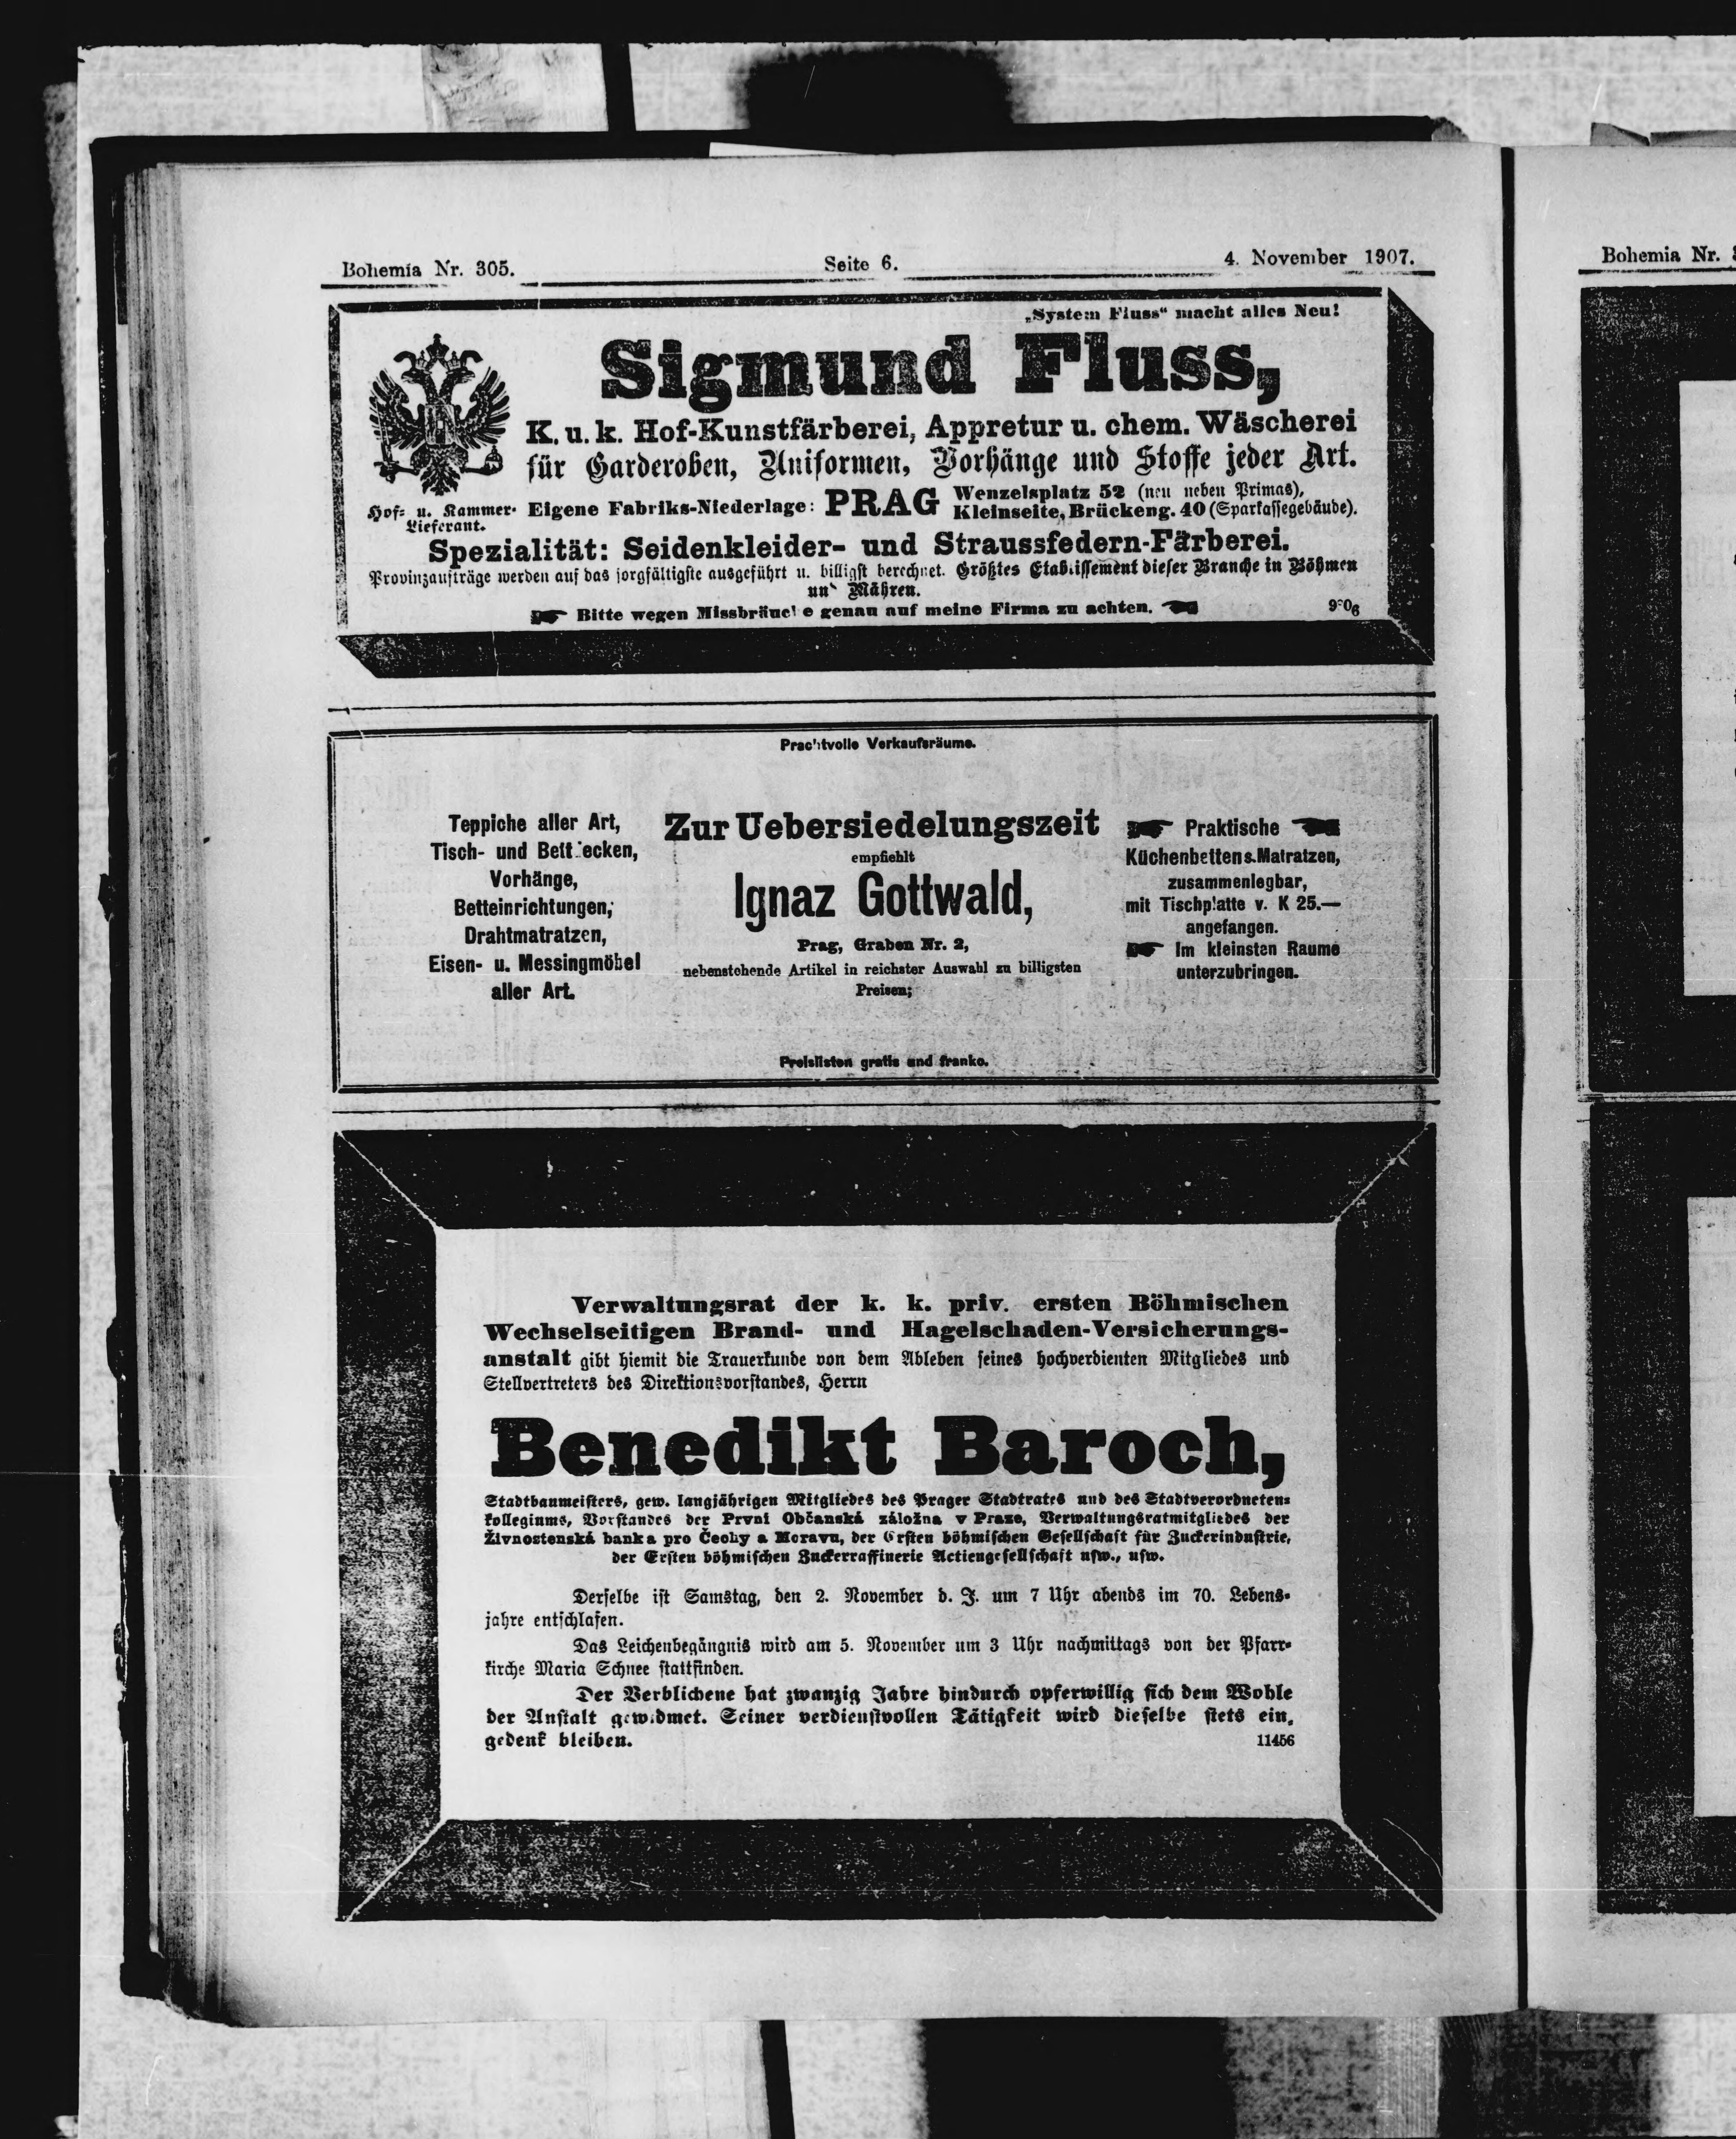 Bohemia Nr. 305.
Seite 6.
4. November 1907.
„System Fluss“ macht alles Neu!
Sigmund Fluss,
K. u. k. Hof-Kunstfärberei, Appretur u. chem. Wäscherei
für Garderoben, Uniformen, Vorhänge und Stoffe jeder Art.
Hof- u. Kammer-
Lieferant.
Eigene Fabriks-Niederlage: PRAG
Wenzelsplatz 52 (neu neben Primas),
Kleinseite, Brückeng. 40 (Sparkassegebäude).
Spezialität: Seidenkleider- und Straussfedern-Färberei.
Provinzaufträge werden auf das sorgfältigste ausgeführt u. billigst berechnet. Größtes Etablissement dieser Branche in Böhmen
und Mähren.
Bitte wegen Missbräuche genau auf meine Firma zu achten.
Prachtvolle Verkaufsräume.
Teppiche aller Art,
Tisch- und Bettdecken,
Vorhänge,
Betteinrichtungen,
Drahtmatratzen,
Eisen- u. Messingmöbel
aller Art.
Zur Uebersiedelungszeit
empfiehlt
Ignaz Gottwald,
Prag, Graben Nr. 2,
nebenstehende Artikel in reichster Auswahl zu billigsten
Preisen;
Praktische
Küchenbetten s. Matratzen,
zusammenlegbar,
mit Tischplatte v. K 25.—
angefangen.
Im kleinsten Raume
unterzubringen.
Preislisten gratis und franko.
Verwaltungsrat der k. k. priv. ersten Böhmischen
Wechselseitigen Brand- und Hagelschaden-Versicherungs-
anstalt gibt hiemit die Trauerkunde von dem Ableben seines hochverdienten Mitgliedes und
Stellvertreters des Direktionsvorstandes, Herrn
Benedikt Baroch,
Stadtbaumeisters, gew. langjährigen Mitgliedes des Prager Stadtrates und des Stadtverordneten-
kollegiums, Vorstandes der První Občanská záložna v Praze, Verwaltungsratmitgliedes der
Živnostenská banka pro Čechy a Moravu, der Ersten böhmischen Gesellschaft für Zuckerindustrie,
der Ersten böhmischen Zuckerraffinerie Actiengesellschaft usw., usw.
Derselbe ist Samstag, den 2. November d. J. um 7 Uhr abends im 70. Lebens-
jahre entschlafen.
Das Leichenbegängnis wird am 5. November um 3 Uhr nachmittags von der Pfarr-
kirche Maria Schnee stattfinden.
Der Verblichene hat zwanzig Jahre hindurch opferwillig sich dem Wohle
der Anstalt gewidmet. Seiner verdienstvollen Tätigkeit wird dieselbe stets ein,
gedenk bleiben.
11456
Bohemia Nr.